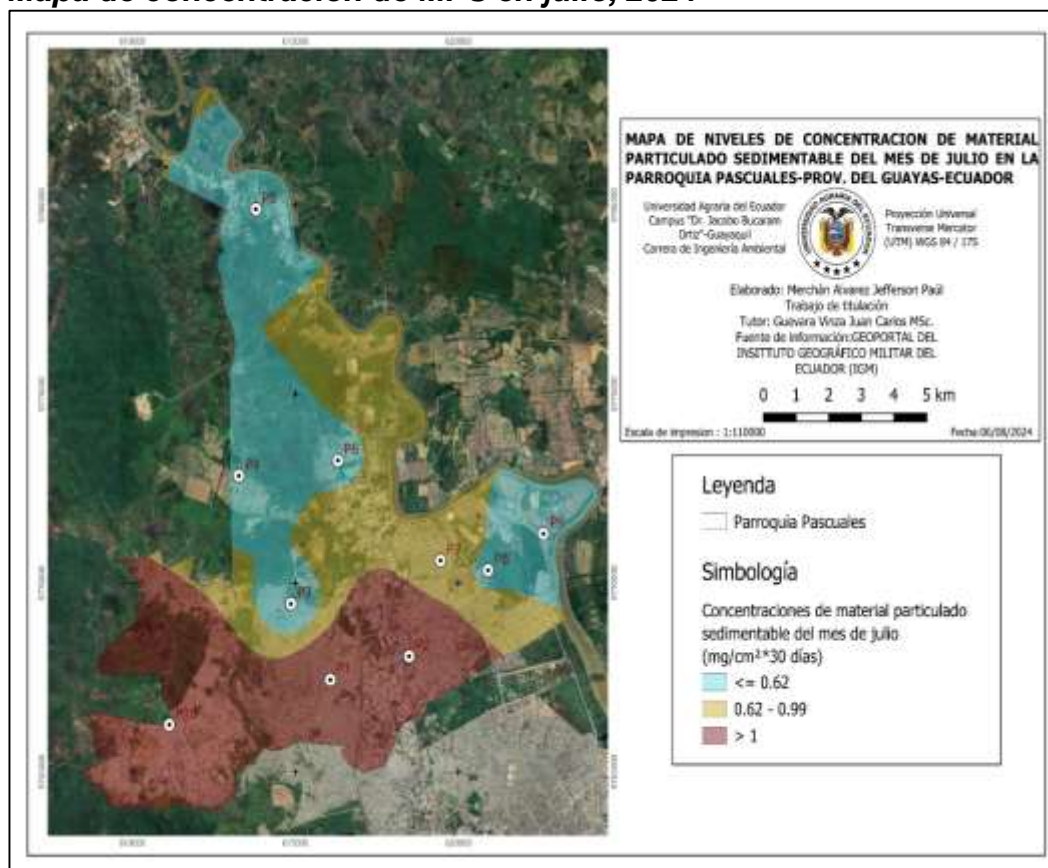 Mapa de concentración de MPS en julio, 2024
MAPA DE NIVELES DE CONCENTRACION DE MATERIAL
PARTICULADO SEDIMENTABLE DEL MES DE JULIO EN LA
PARROQUIA PASCUALES-PROV. DEL GUAYAS-ECUADOR
Universidad Agraria del Ecuador
Campus "Dr. Jacobo Bucaram
Ortiz"-Guayaquil
Carrera de Ingeniería Ambiental
Proyección Universal
Transverse Mercator
(UTM) WGS 84 / 17S
Elaborado: Merchán Alvarez Jefferson Paúl
Trabajo de titulación
Tutor: Guevara Vinza Juan Carlos MSc.
Fuente de Información:GEOPORTAL DEL
INSITTUTO GEOGRÁFICO MILITAR DEL
ECUADOR (IGM)
0 1 2 3 4 5 km
Escala de impresion : 1:110000
Fecha:06/08/2024
Leyenda
Parroquia Pascuales
Simbología
Concentraciones de material particulado
sedimentable del mes de julio
(mg/cm²*30 días)
<= 0.62
0.62 - 0.99
> 1